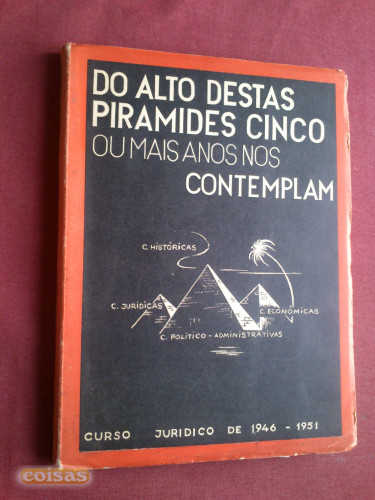 DO ALTO DESTAS
PIRAMIDES CINCO
OU MAIS ANOS NOS
CONTEMPLAM
C. HISTÓRICAS
C. JURÍDICAS
C. ECONÓMICAS
C. POLÍTICO - ADMINISTRATIVAS
CURSO JURIDICO DE 1946 - 1951
coisas